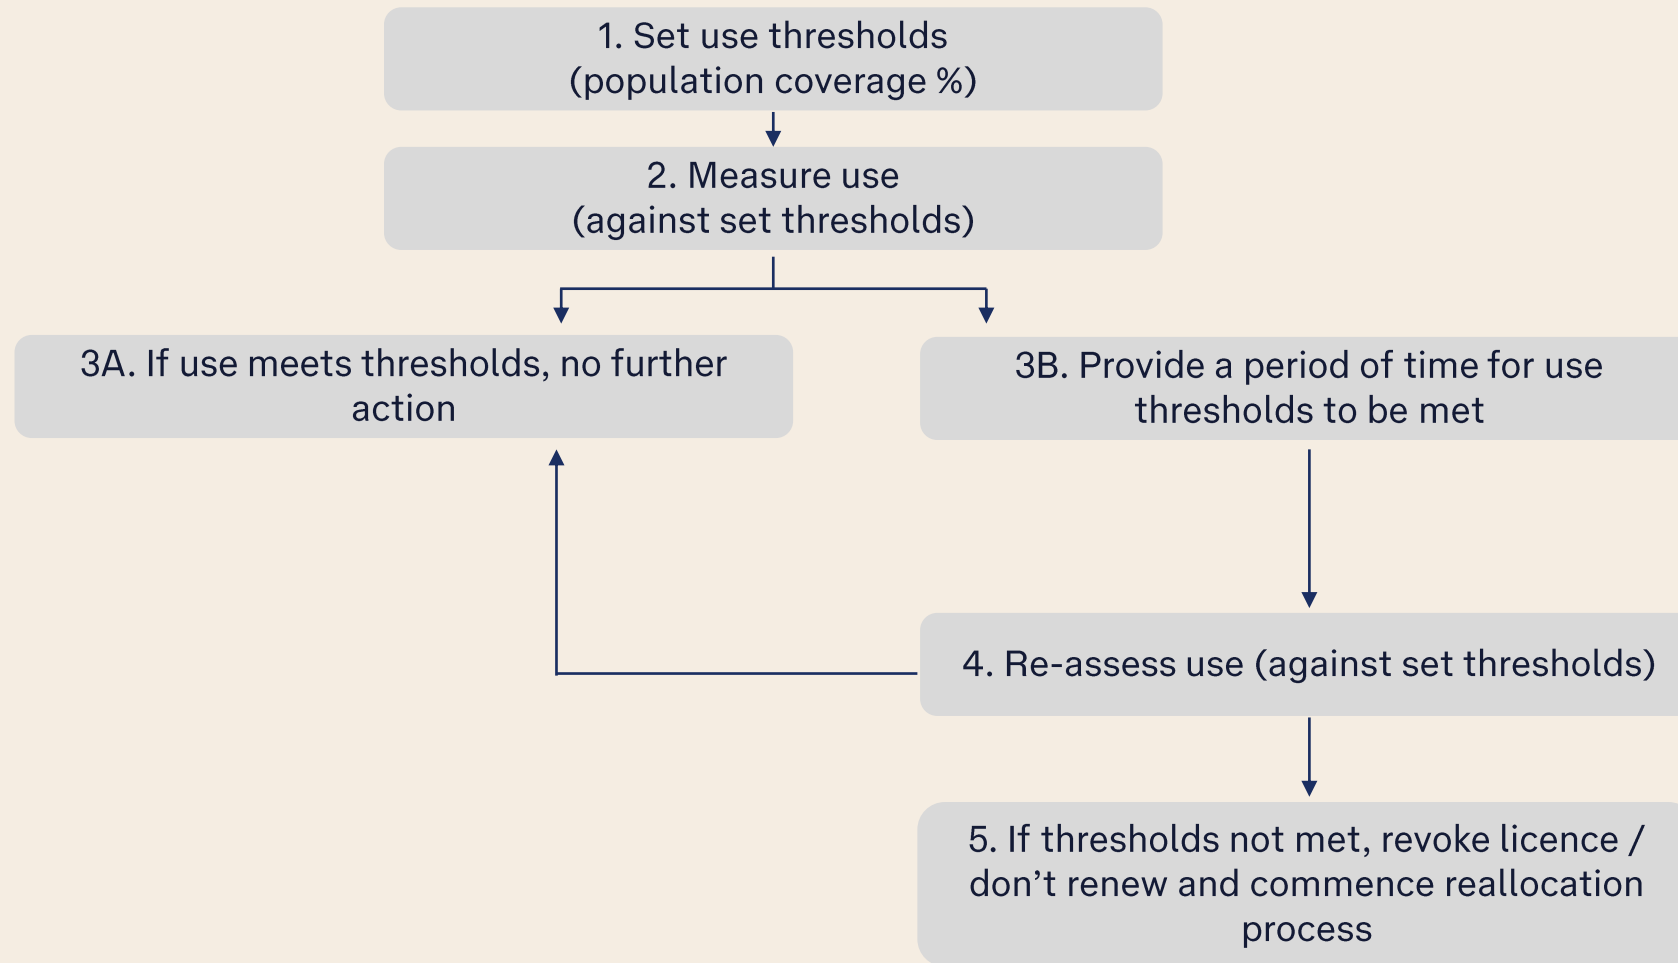 1. Set use thresholds
(population coverage %)
2. Measure use
(against set thresholds)
3A. If use meets thresholds, no further
action
3B. Provide a period of time for use
thresholds to be met
4. Re-assess use (against set thresholds)
5. If thresholds not met, revoke licence /
don’t renew and commence reallocation
process